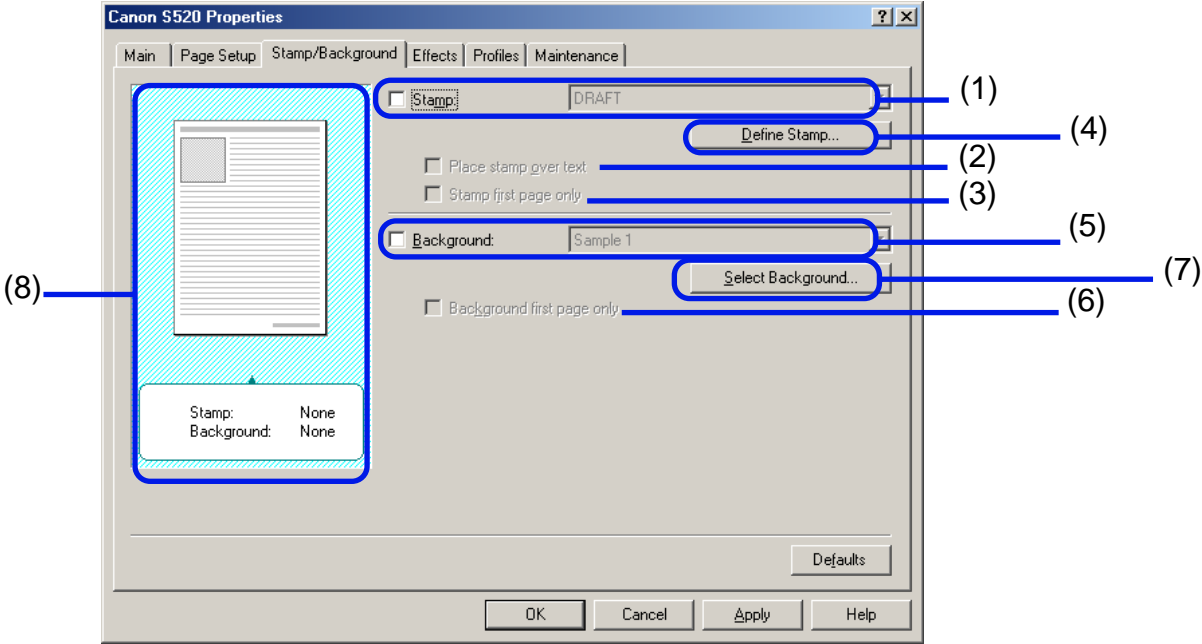 Canon S520 Properties
Main Page Setup Stamp/Background Effects Profiles Maintenance
Stamp: DRAFT (1)
Define Stamp... (4)
Place stamp over text (2)
Stamp first page only (3)
Background: Sample 1 (5)
Select Background... (7)
(8)
Background first page only (6)
Stamp: None
Background: None
Defaults
OK Cancel Apply Help